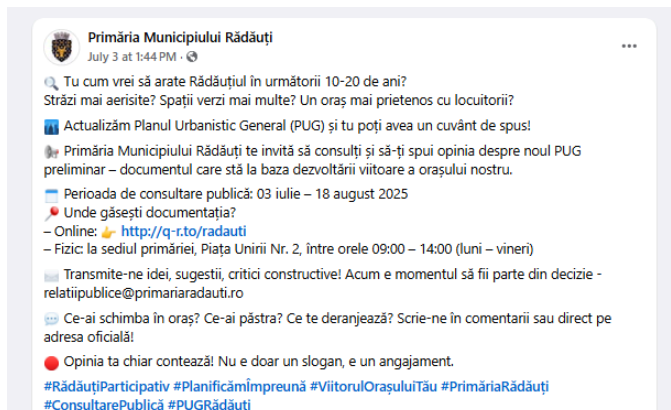 Primăria Municipiului Rădăuți
July 3 at 1:44 PM ·
🔍 Tu cum vrei să arate Rădăuțiul în următorii 10-20 de ani?
Străzi mai aerisite? Spații verzi mai multe? Un oraș mai prietenos cu locuitorii?
🏙️ Actualizăm Planul Urbanistic General (PUG) și tu poți avea un cuvânt de spus!
📢 Primăria Municipiului Rădăuți te invită să consulți și să-ți spui opinia despre noul PUG
preliminar – documentul care stă la baza dezvoltării viitoare a orașului nostru.
🗓️ Perioada de consultare publică: 03 iulie – 18 august 2025
📍 Unde găsești documentația?
– Online: 👉 http://q-r.to/radauti
– Fizic: la sediul primăriei, Piața Unirii Nr. 2, între orele 09:00 – 14:00 (luni – vineri)
✉️ Transmite-ne idei, sugestii, critici constructive! Acum e momentul să fii parte din decizie -
relatiipublice@primariaradauti.ro
💬 Ce-ai schimba în oraș? Ce-ai păstra? Ce te deranjează? Scrie-ne în comentarii sau direct pe
adresa oficială!
🔴 Opinia ta chiar contează! Nu e doar un slogan, e un angajament.
#RădăuțiParticipativ #PlanificămÎmpreună #ViitorulOrașuluiTău #PrimăriaRădăuți
#ConsultarePublică #PUGRădăuți